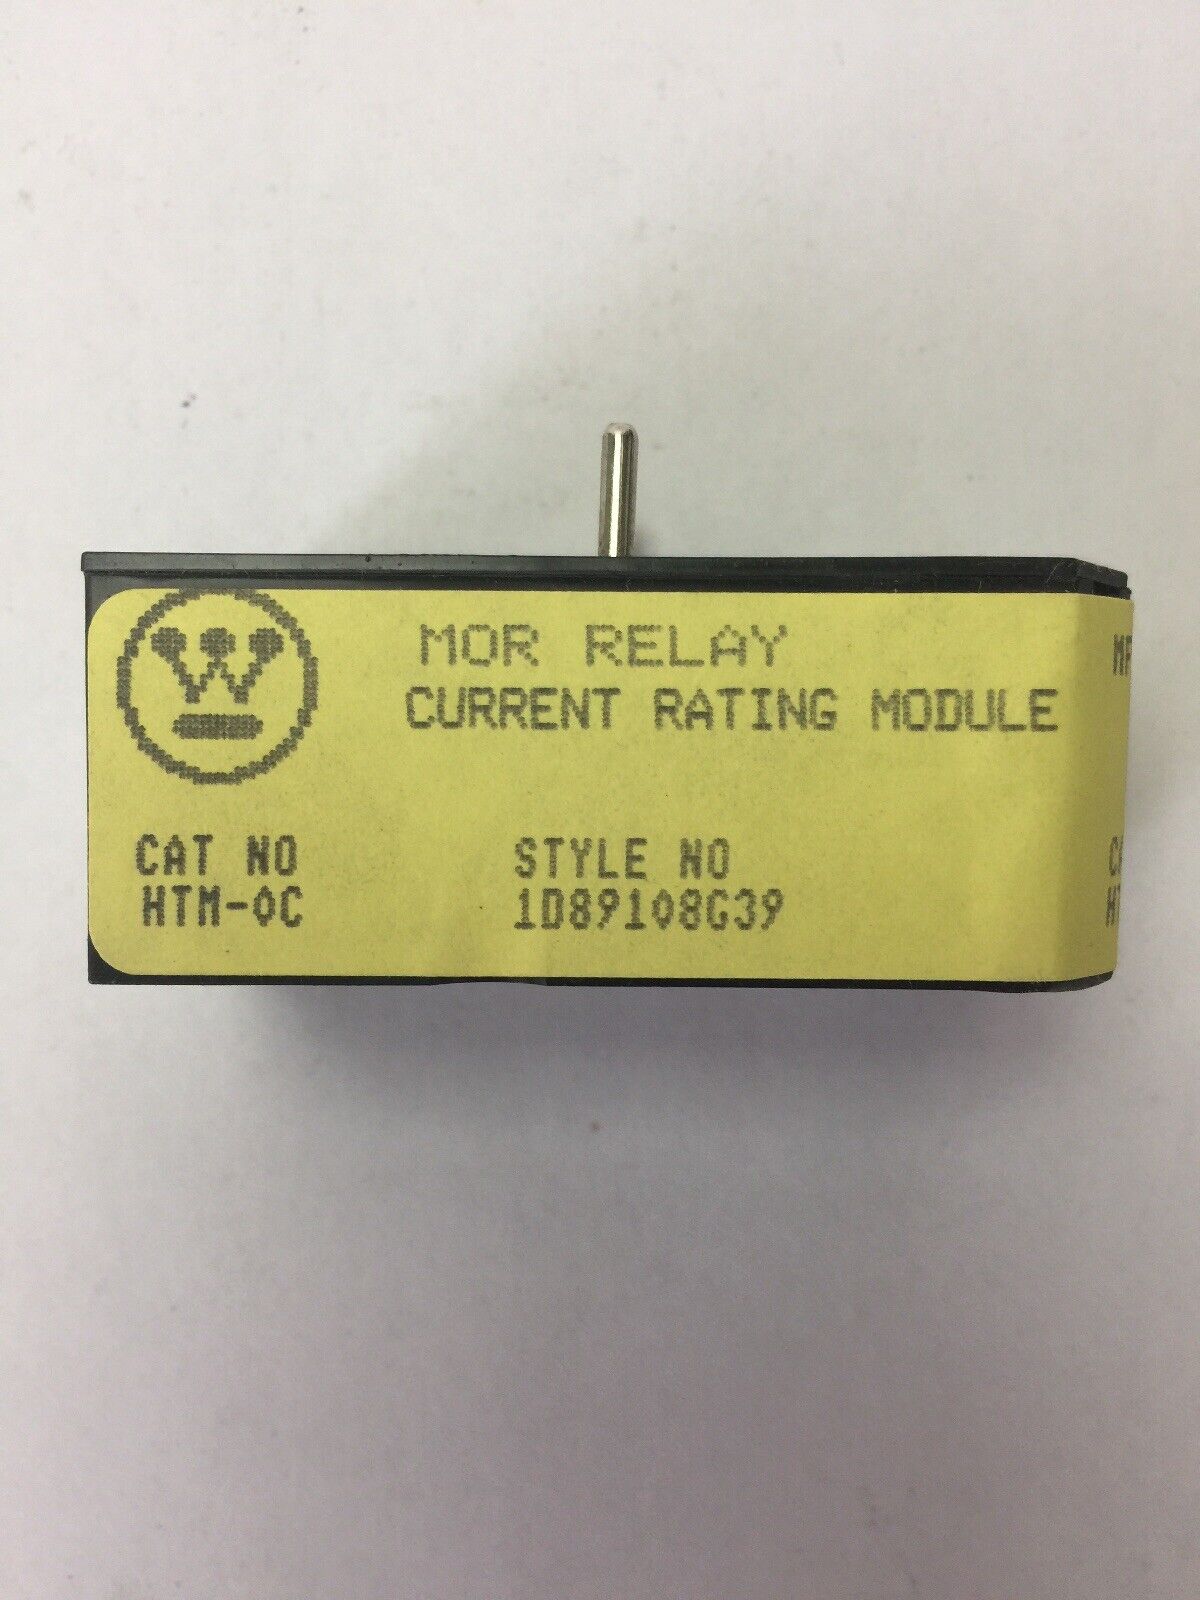 MOR RELAY
CURRENT RATING MODULE
CAT NO
HTM-0C
STYLE NO
1D89108G39